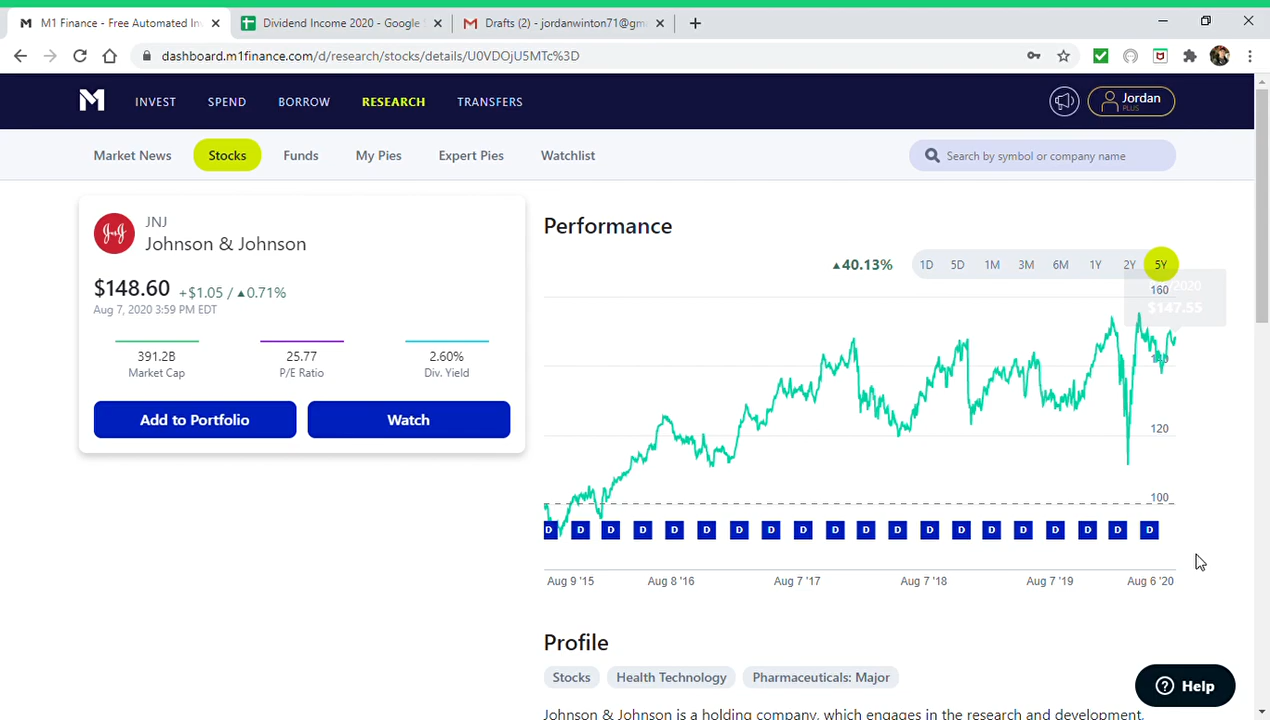 M1 Finance - Free Automated In
Dividend Income 2020 - Google
Drafts (2) - jordanwinton71@gm
dashboard.m1finance.com/d/research/stocks/details/U0VDOjU5MTc%3D
INVEST SPEND BORROW RESEARCH TRANSFERS
Jordan
PLUS
Market News Stocks Funds My Pies Expert Pies Watchlist Search by symbol or company name
JNJ
Johnson & Johnson
$148.60 +$1.05 / ▲0.71%
Aug 7, 2020 3:59 PM EDT
391.2B 25.77 2.60%
Market Cap P/E Ratio Div. Yield
Add to Portfolio Watch
Performance
▲40.13% 1D 5D 1M 3M 6M 1Y 2Y 5Y
160
/2020
$147.55
140
120
100
D D D D D D D D D D D D D D D D D D D D
Aug 9 '15 Aug 8 '16 Aug 7 '17 Aug 7 '18 Aug 7 '19 Aug 6 '20
Profile
Stocks Health Technology Pharmaceuticals: Major
Johnson & Johnson is a holding company, which engages in the research and development,
Help